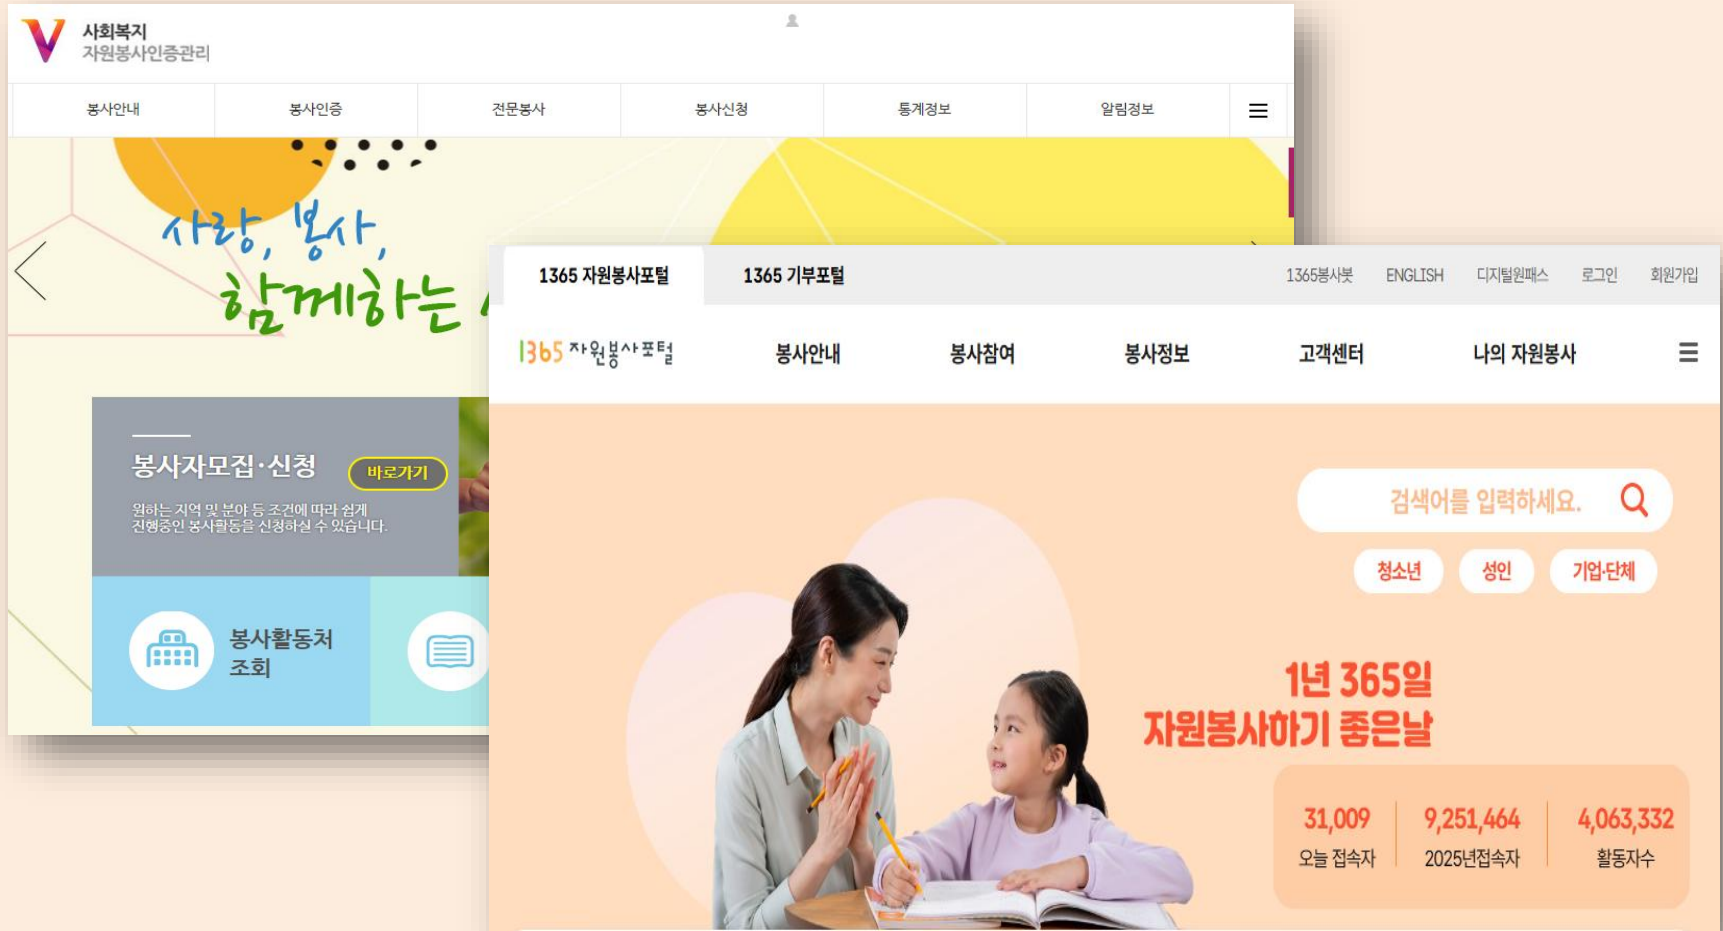 사회복지
자원봉사인증관리
봉사안내
봉사인증
전문봉사
봉사신청
통계정보
알림정보
사랑, 봉사,
함께하는
봉사자모집·신청
바로가기
원하는 지역 및 분야 등 조건에 따라 쉽게
진행중인 봉사활동을 신청하실 수 있습니다.
봉사활동처
조회
1365 자원봉사포털
1365 기부포털
1365봉사봇
ENGLISH
디지털원패스
로그인
회원가입
1365 자원봉사포털
봉사안내
봉사참여
봉사정보
고객센터
나의 자원봉사
검색어를 입력하세요.
청소년
성인
기업·단체
1년 365일
자원봉사하기 좋은날
31,009
오늘 접속자
9,251,464
2025년접속자
4,063,332
활동자수